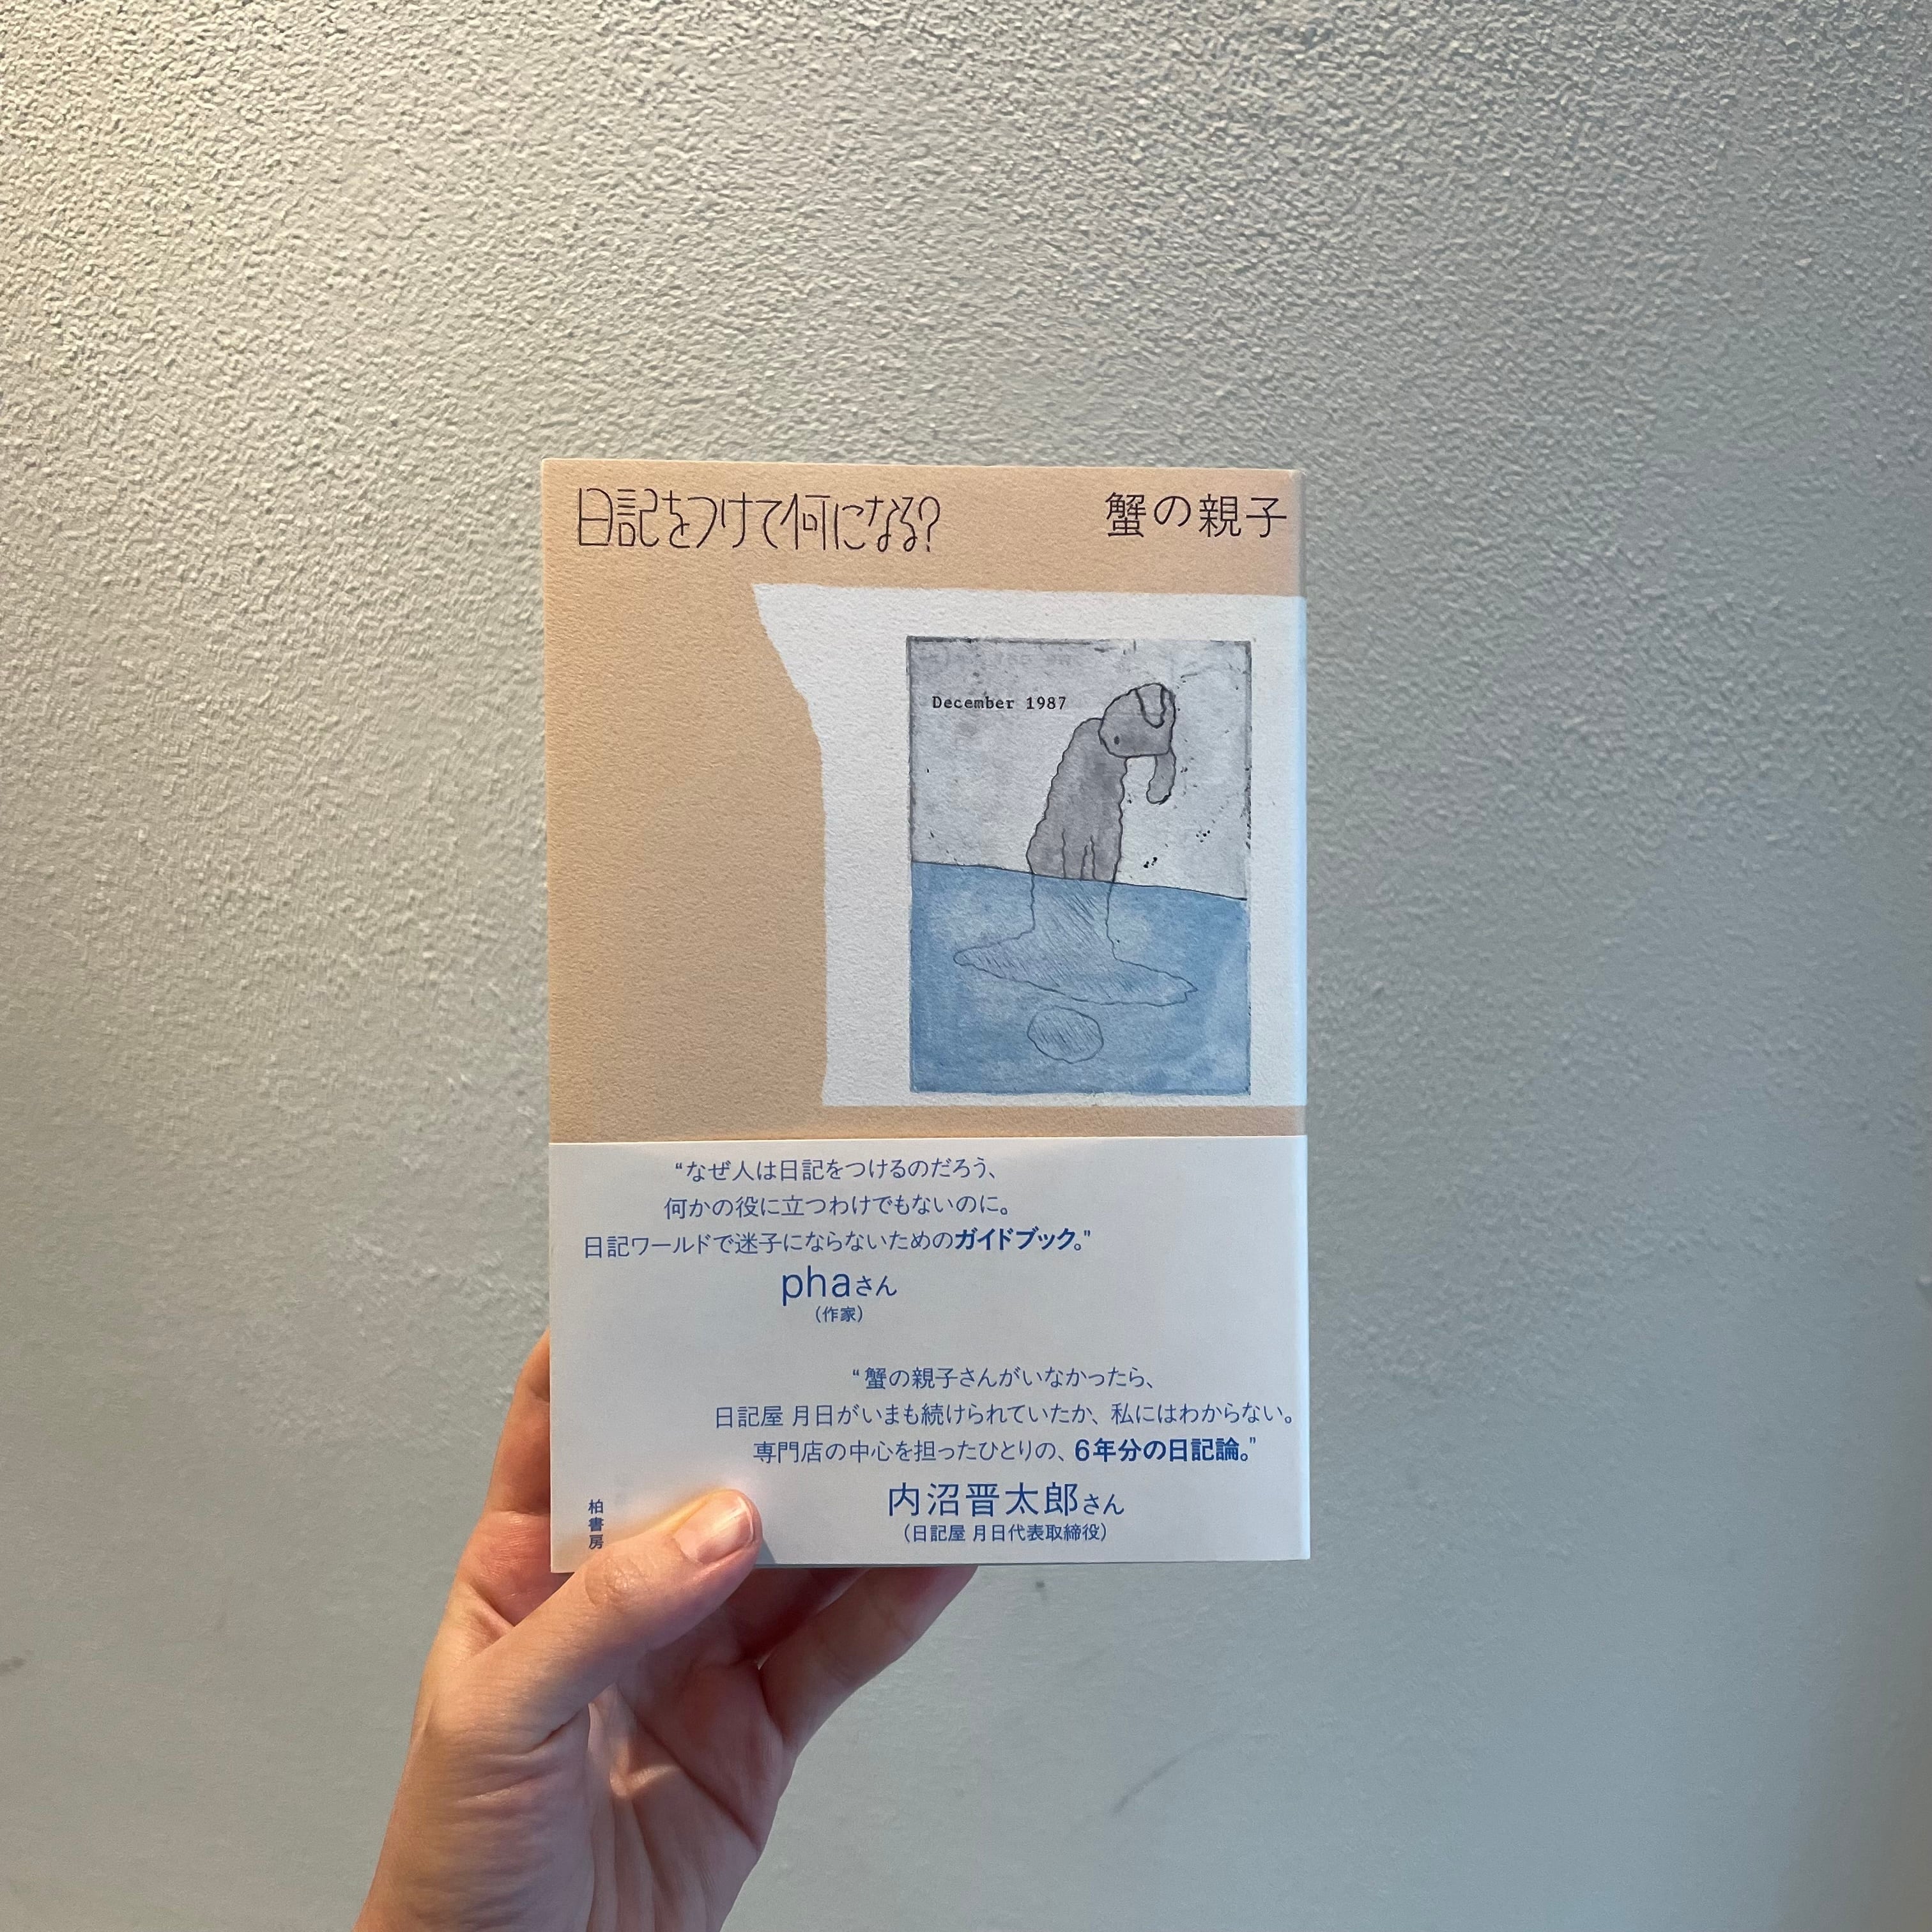 日記をつけて何になる?
蟹の親子
December 1987
“なぜ人は日記をつけるのだろう、
何かの役に立つわけでもないのに。
日記ワールドで迷子にならないためのガイドブック。”
phaさん
(作家)
“蟹の親子さんがいなかったら、
日記屋 月日がいまも続けられていたか、私にはわからない。
専門店の中心を担ったひとりの、6年分の日記論。”
内沼晋太郎さん
(日記屋 月日代表取締役)
柏書房